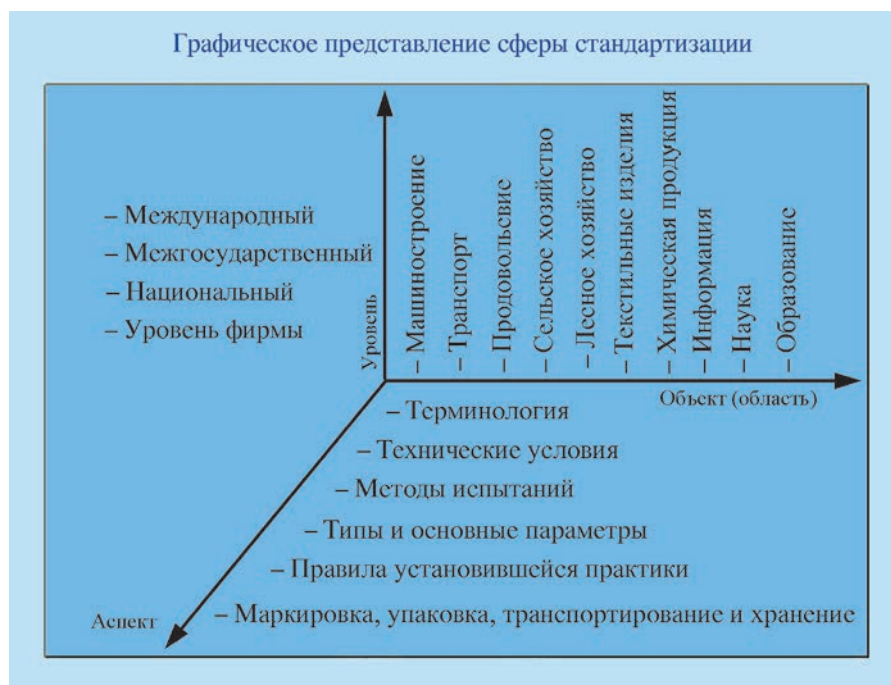 Графическое представление сферы стандартизации
– Международный
– Межгосударственный
– Национальный
– Уровень фирмы
Уровень
– Машиностроение
– Транспорт
– Продовольсвие
– Сельское хозяйство
– Лесное хозяйство
– Текстильные изделия
– Химическая продукция
– Информация
– Наука
– Образование
Объект (область)
– Терминология
– Технические условия
– Методы испытаний
– Типы и основные параметры
– Правила установившейся практики
– Маркировка, упаковка, транспортирование и хранение
Аспект